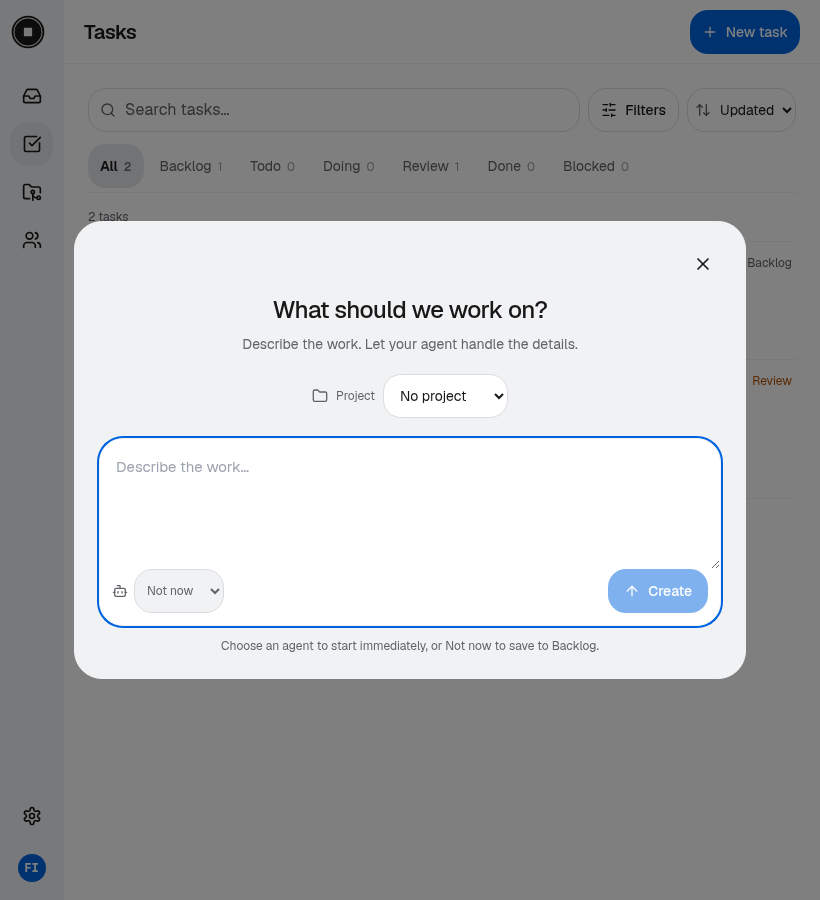 Tasks
New task
Search tasks...
Filters
Updated
All 2
Backlog 1
Todo 0
Doing 0
Review 1
Done 0
Blocked 0
2 tasks
Backlog
What should we work on?
Describe the work. Let your agent handle the details.
Project
No project
Review
Describe the work...
Not now
Create
Choose an agent to start immediately, or Not now to save to Backlog.
FI